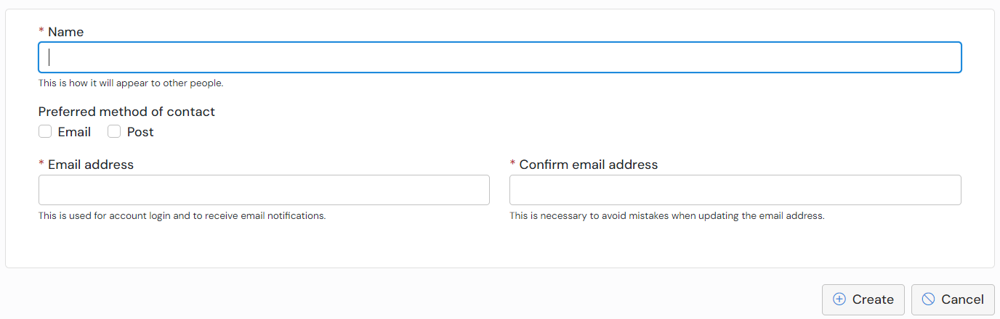 * Name
This is how it will appear to other people.
Preferred method of contact
Email Post
* Email address * Confirm email address
This is used for account login and to receive email notifications. This is necessary to avoid mistakes when updating the email address.
Create Cancel